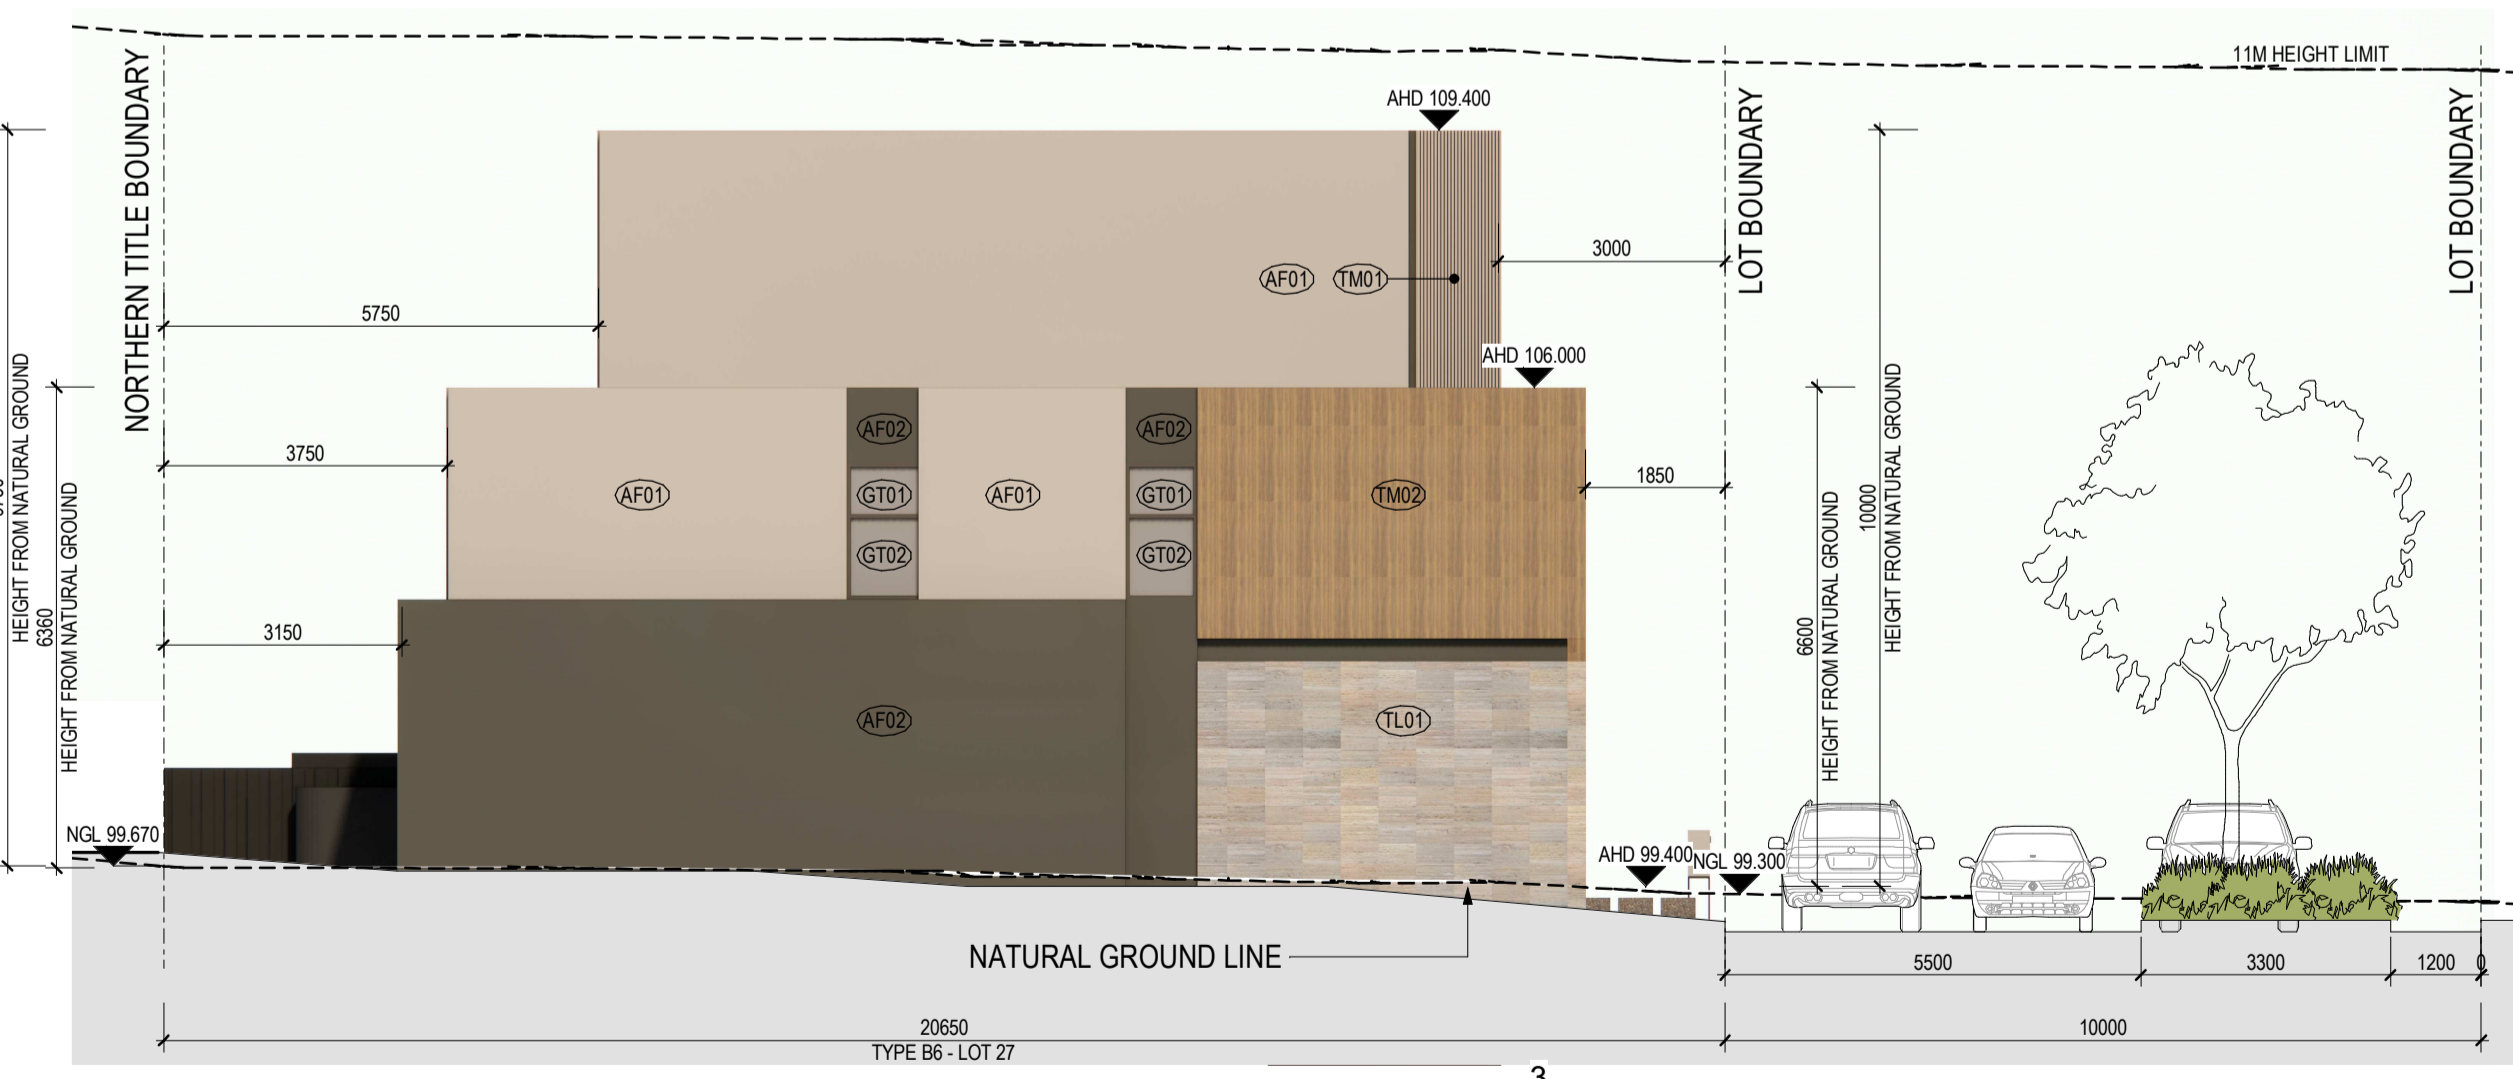 11M HEIGHT LIMIT
NORTHERN TITLE BOUNDARY
LOT BOUNDARY
LOT BOUNDARY
AHD 109.400
3000
AF01
TM01
5750
AHD 106.000
HEIGHT FROM NATURAL GROUND
6360
HEIGHT FROM NATURAL GROUND
3750
AF02
AF02
AF01
GT01
AF01
GT01
TM02
1850
GT02
GT02
6600
HEIGHT FROM NATURAL GROUND
10000
HEIGHT FROM NATURAL GROUND
3150
AF02
TL01
NGL 99.670
AHD 99.400
NGL 99.300
NATURAL GROUND LINE
5500
3300
1200
0
20650
10000
TYPE B6 - LOT 27
3